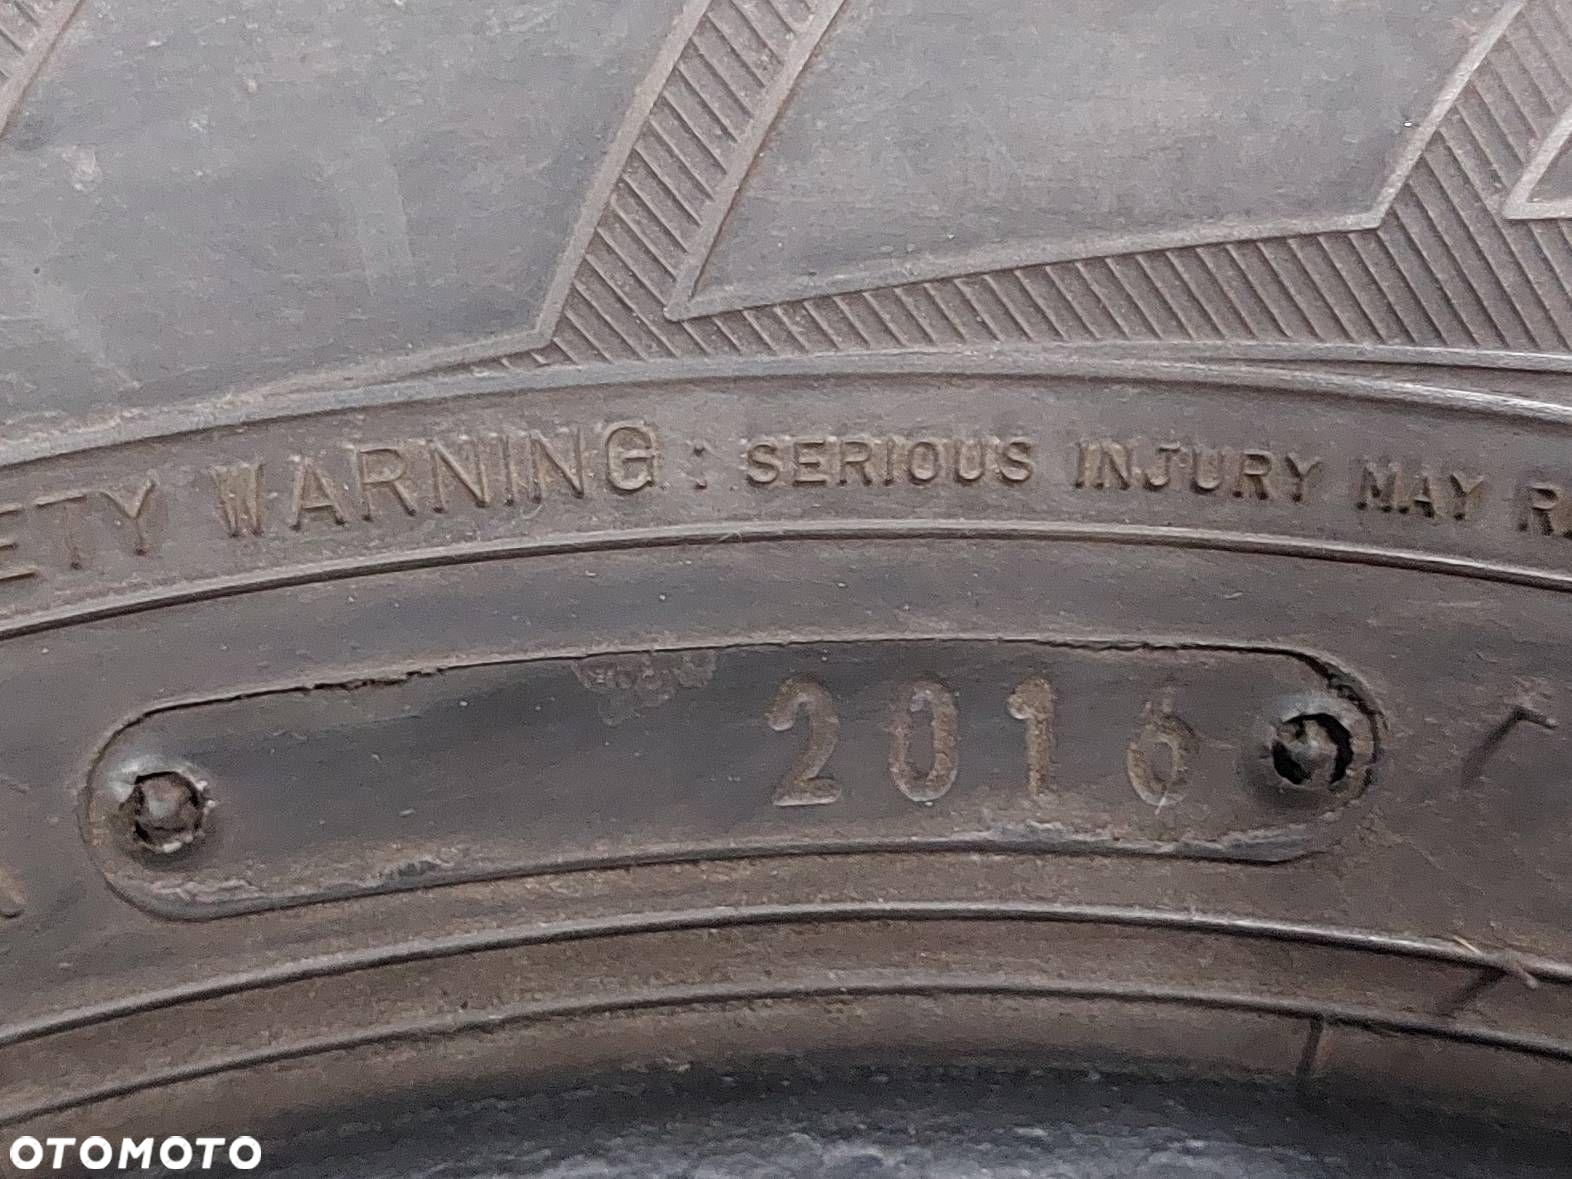 ETY WARNING: SERIOUS INJURY MAY R
2016
OTOMOTO